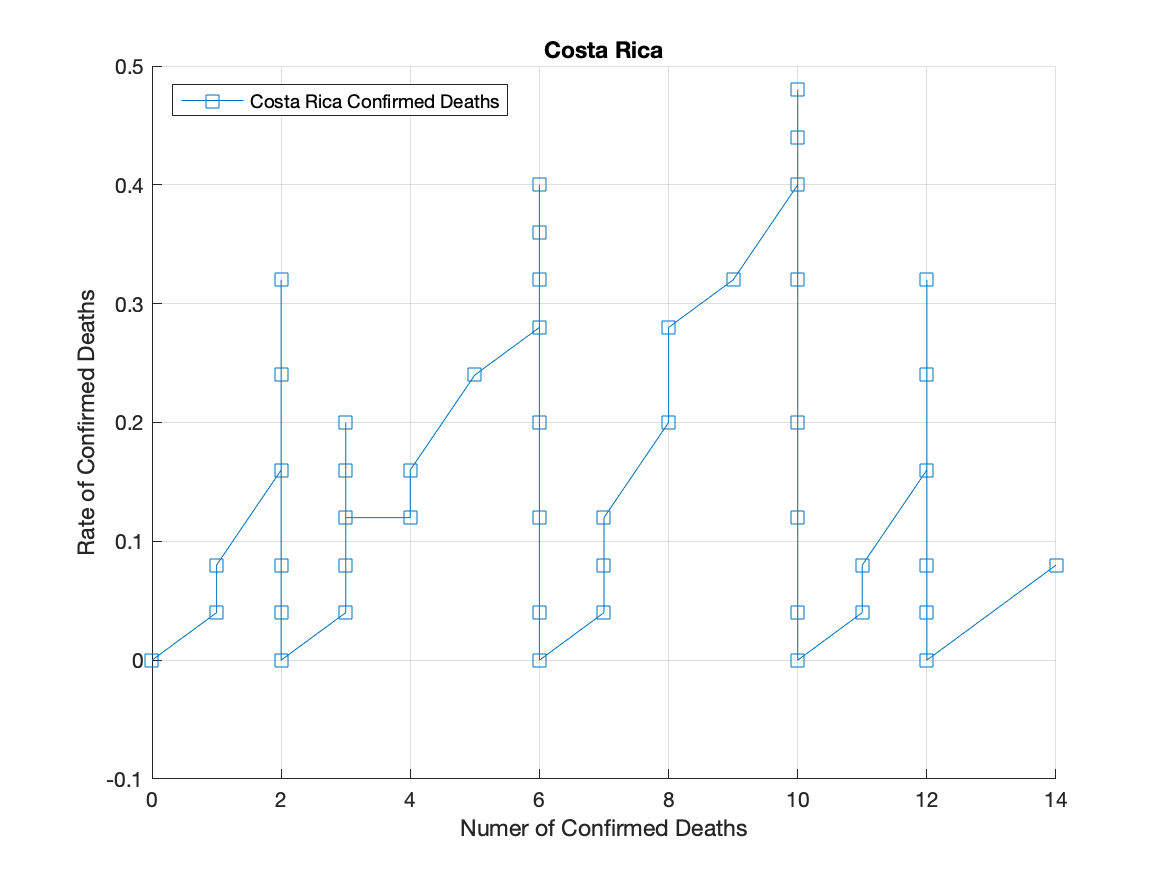 Costa Rica
Costa Rica Confirmed Deaths
Rate of Confirmed Deaths
0.5
0.4
0.3
0.2
0.1
0
-0.1
0 2 4 6 8 10 12 14
Numer of Confirmed Deaths